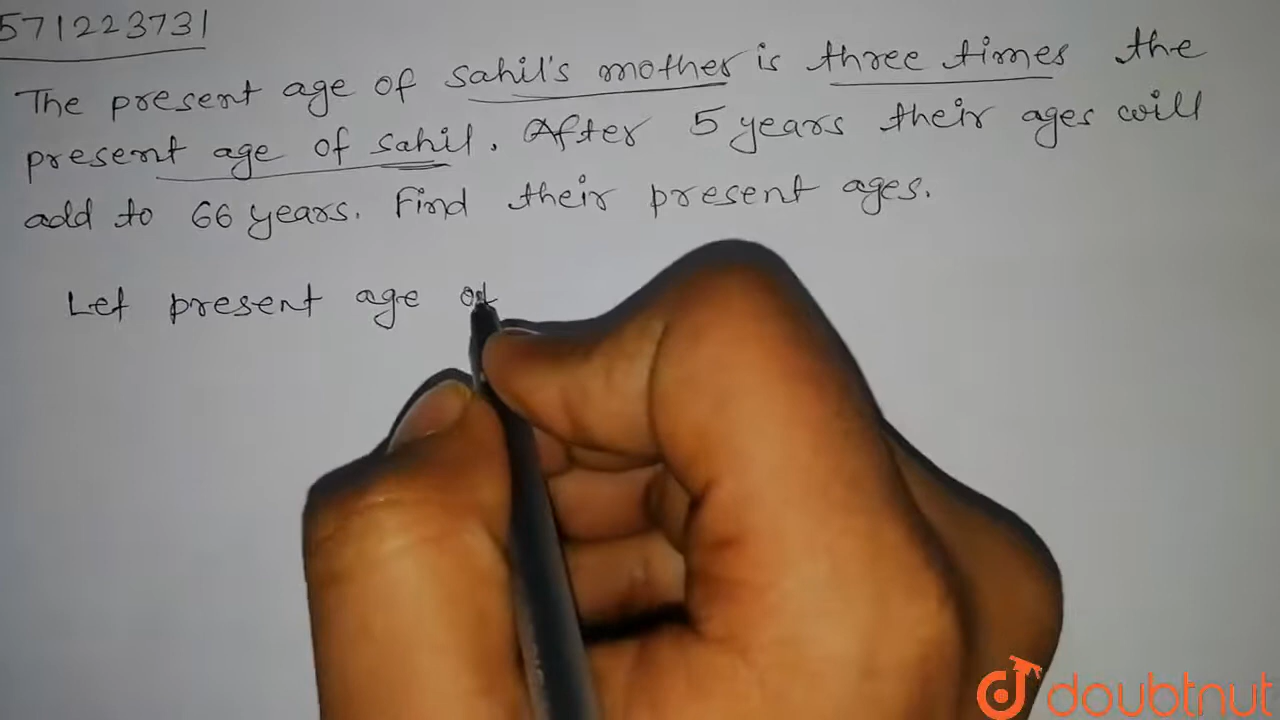 571223731
The present age of Sahil's mother is three times the
present age of Sahil. After 5 years their ages will
add to 66 years. Find their present ages.
Let present age of
doubtnut